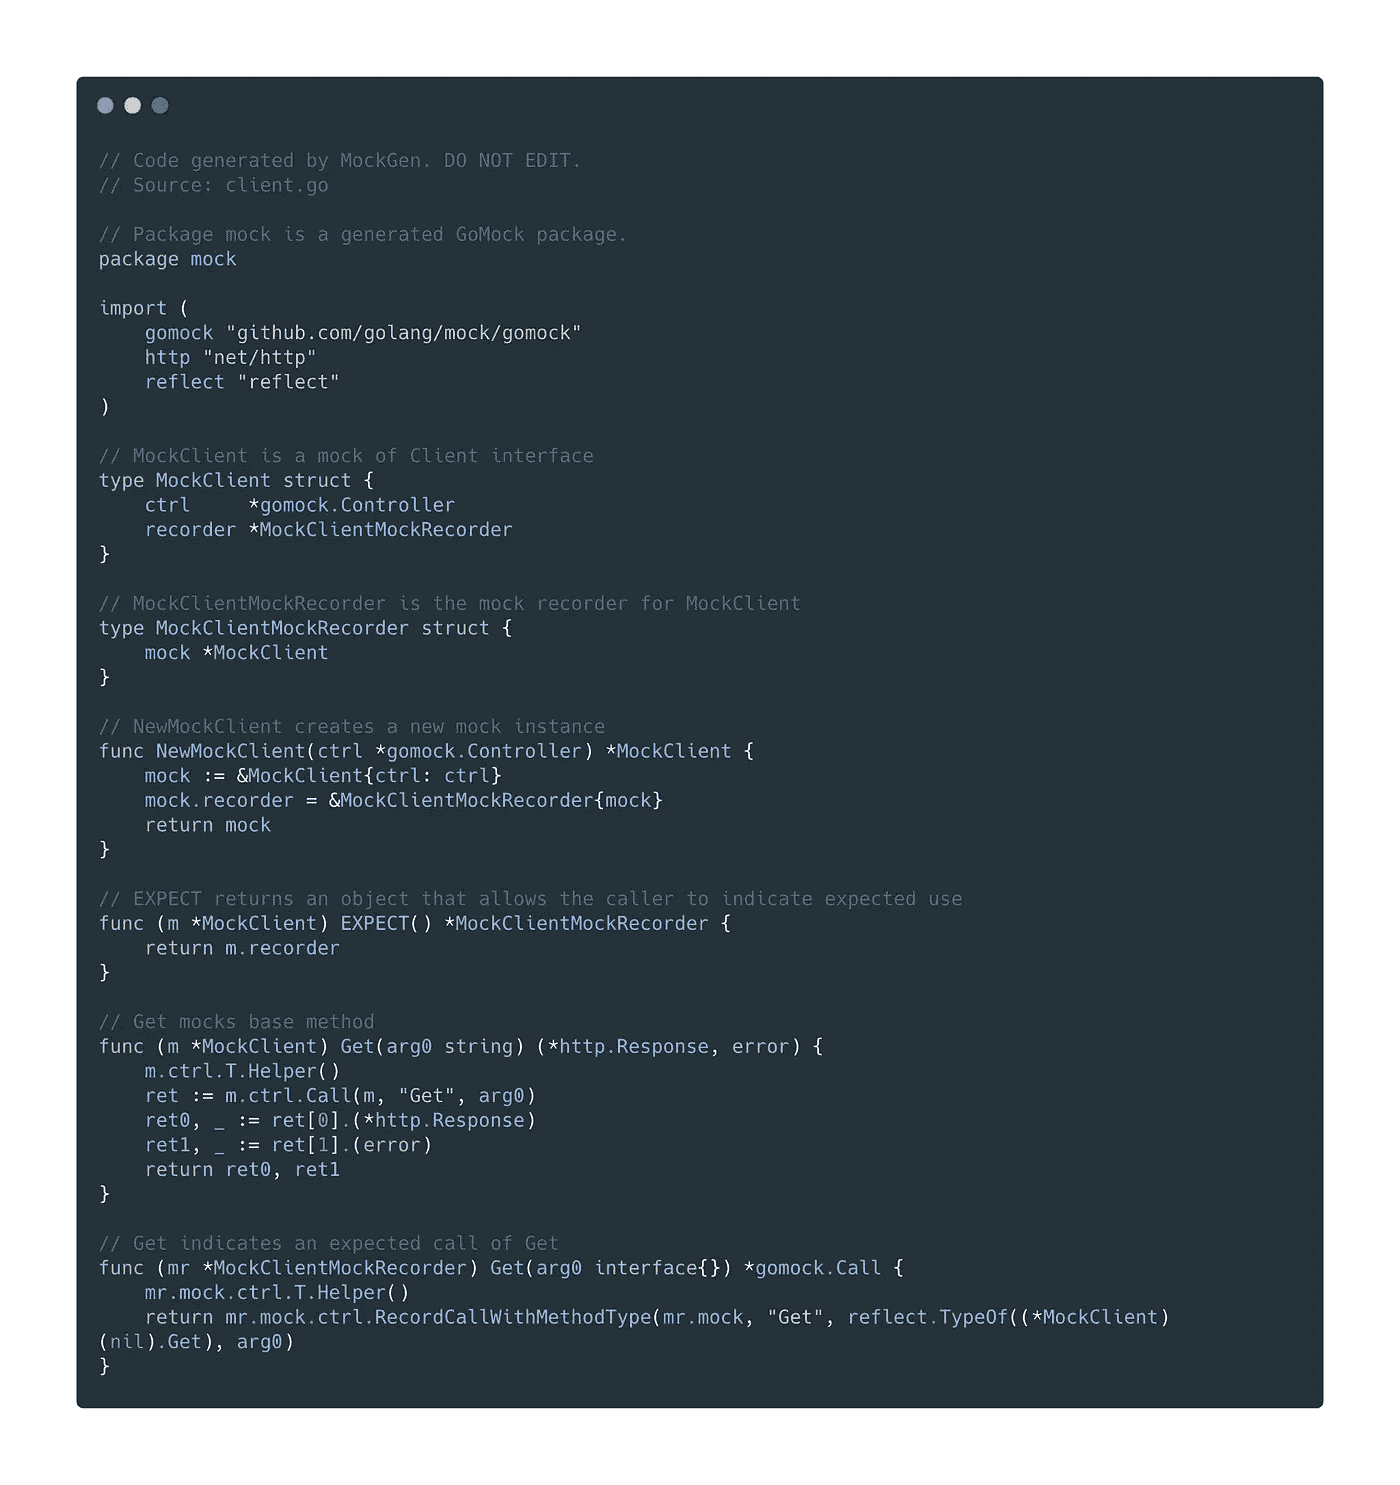 // Code generated by MockGen. DO NOT EDIT.
// Source: client.go

// Package mock is a generated GoMock package.
package mock

import (
    gomock "github.com/golang/mock/gomock"
    http "net/http"
    reflect "reflect"
)

// MockClient is a mock of Client interface
type MockClient struct {
    ctrl     *gomock.Controller
    recorder *MockClientMockRecorder
}

// MockClientMockRecorder is the mock recorder for MockClient
type MockClientMockRecorder struct {
    mock *MockClient
}

// NewMockClient creates a new mock instance
func NewMockClient(ctrl *gomock.Controller) *MockClient {
    mock := &MockClient{ctrl: ctrl}
    mock.recorder = &MockClientMockRecorder{mock}
    return mock
}

// EXPECT returns an object that allows the caller to indicate expected use
func (m *MockClient) EXPECT() *MockClientMockRecorder {
    return m.recorder
}

// Get mocks base method
func (m *MockClient) Get(arg0 string) (*http.Response, error) {
    m.ctrl.T.Helper()
    ret := m.ctrl.Call(m, "Get", arg0)
    ret0, _ := ret[0].(*http.Response)
    ret1, _ := ret[1].(error)
    return ret0, ret1
}

// Get indicates an expected call of Get
func (mr *MockClientMockRecorder) Get(arg0 interface{}) *gomock.Call {
    mr.mock.ctrl.T.Helper()
    return mr.mock.ctrl.RecordCallWithMethodType(mr.mock, "Get", reflect.TypeOf((*MockClient)
(nil).Get), arg0)
}